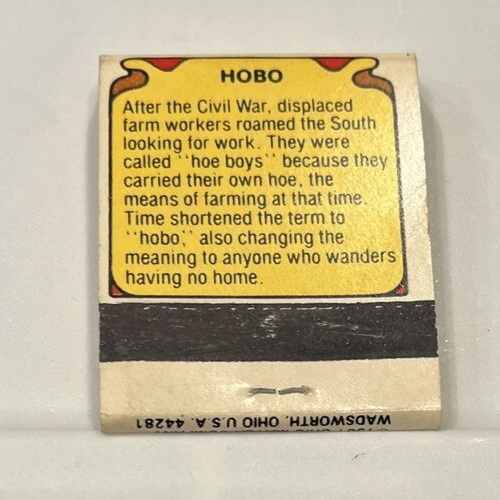 HOBO
After the Civil War, displaced
farm workers roamed the South
looking for work. They were
called "hoe boys" because they
carried their own hoe, the
means of farming at that time.
Time shortened the term to
"hobo," also changing the
meaning to anyone who wanders
having no home.
WADSWORTH, OHIO U.S.A. 44281